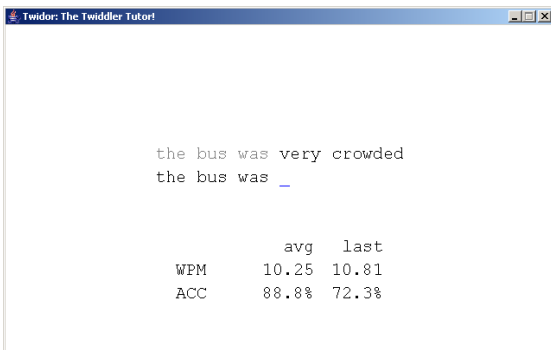 Twidor: The Twiddler Tutor!
the bus was very crowded
the bus was _
avg last
WPM 10.25 10.81
ACC 88.8% 72.3%